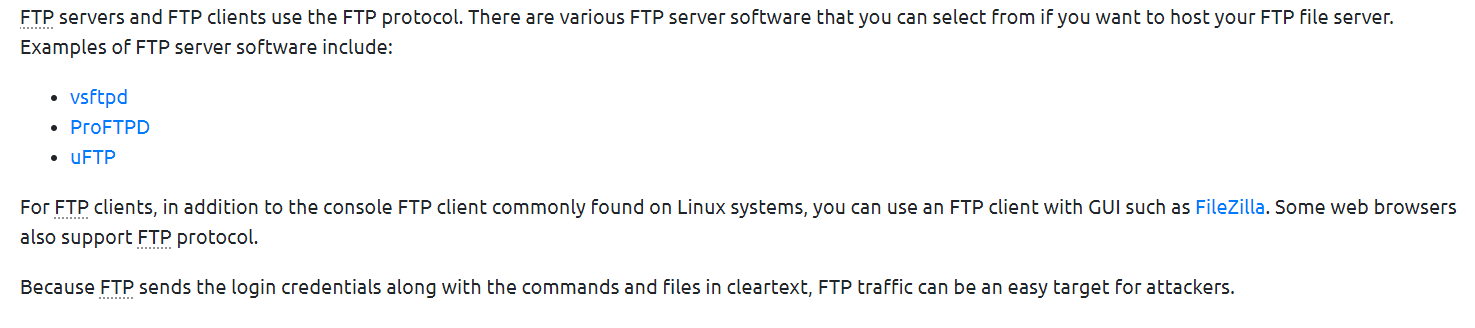 FTP servers and FTP clients use the FTP protocol. There are various FTP server software that you can select from if you want to host your FTP file server.
Examples of FTP server software include:
• vsftpd
• ProFTPD
• uFTP
For FTP clients, in addition to the console FTP client commonly found on Linux systems, you can use an FTP client with GUI such as FileZilla. Some web browsers
also support FTP protocol.
Because FTP sends the login credentials along with the commands and files in cleartext, FTP traffic can be an easy target for attackers.